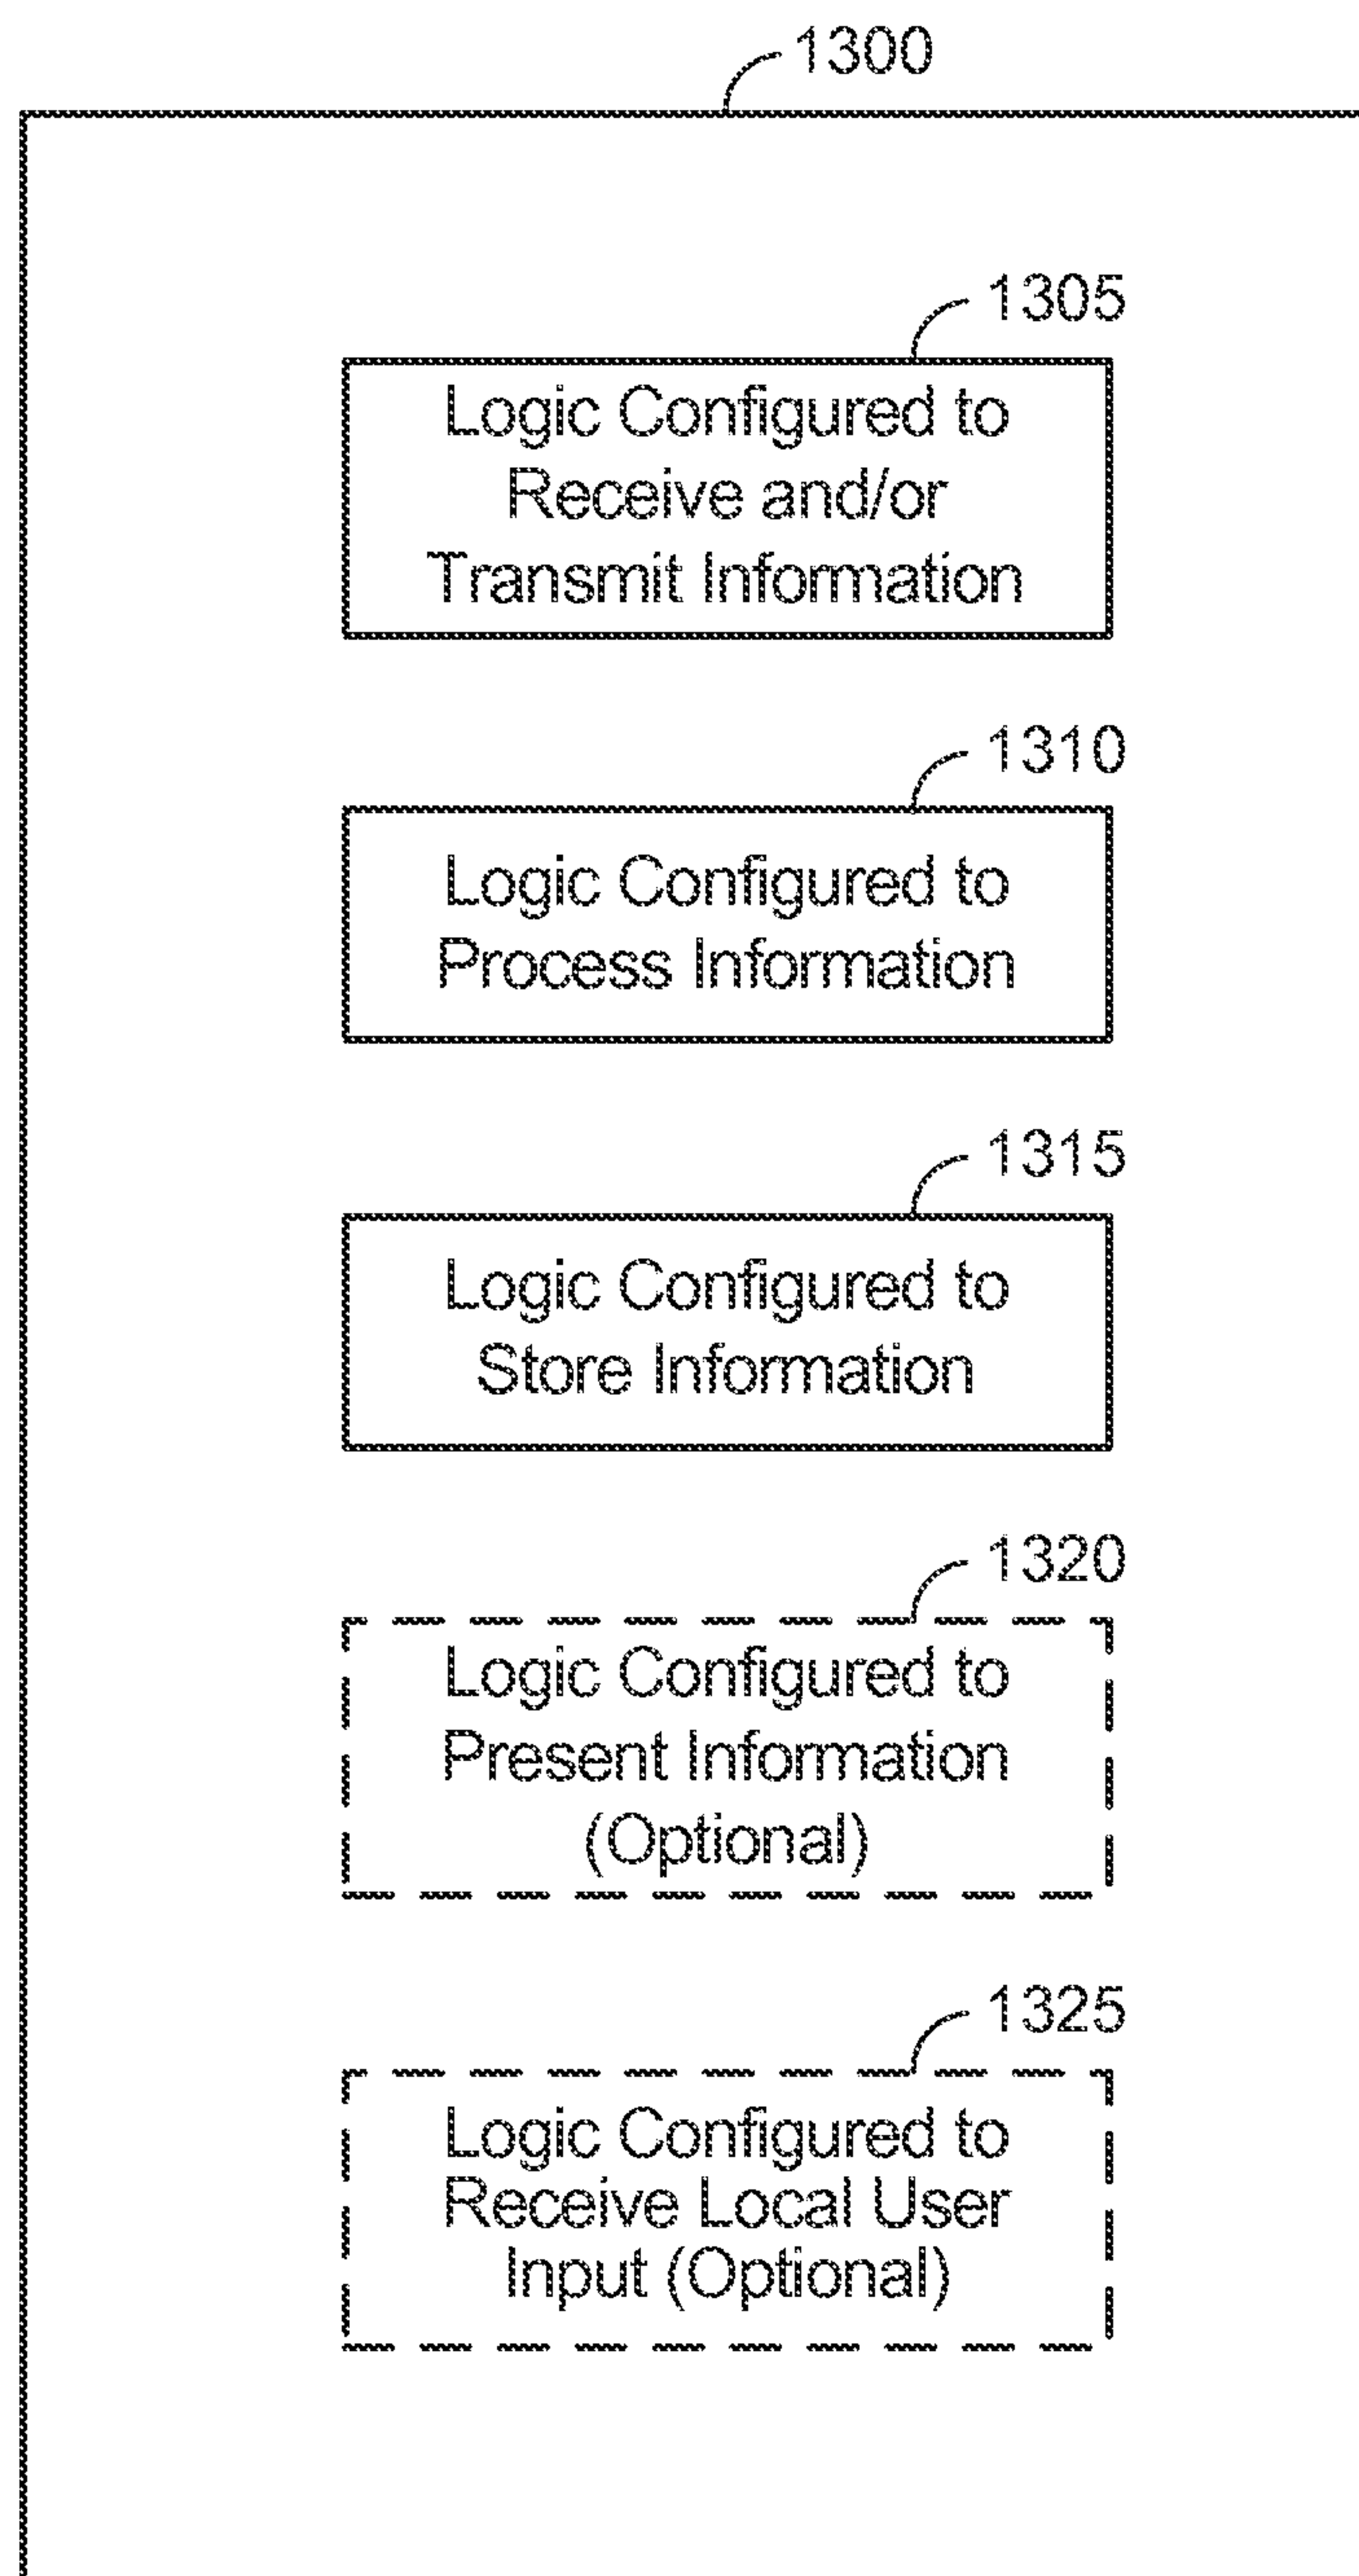 1300
1305
Logic Configured to
Receive and/or
Transmit Information
1310
Logic Configured to
Process Information
1315
Logic Configured to
Store Information
1320
Logic Configured to
Present Information
(Optional)
1325
Logic Configured to
Receive Local User
Input (Optional)